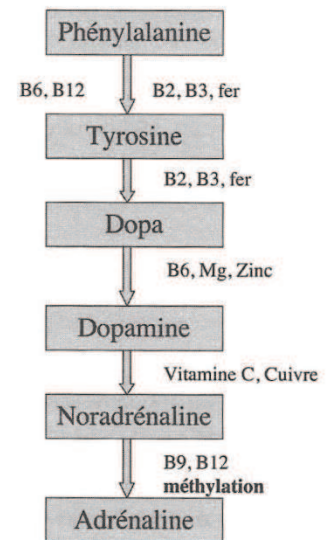 Phénylalanine
B6, B12 B2, B3, fer
Tyrosine
B2, B3, fer
Dopa
B6, Mg, Zinc
Dopamine
Vitamine C, Cuivre
Noradrénaline
B9, B12
méthylation
Adrénaline